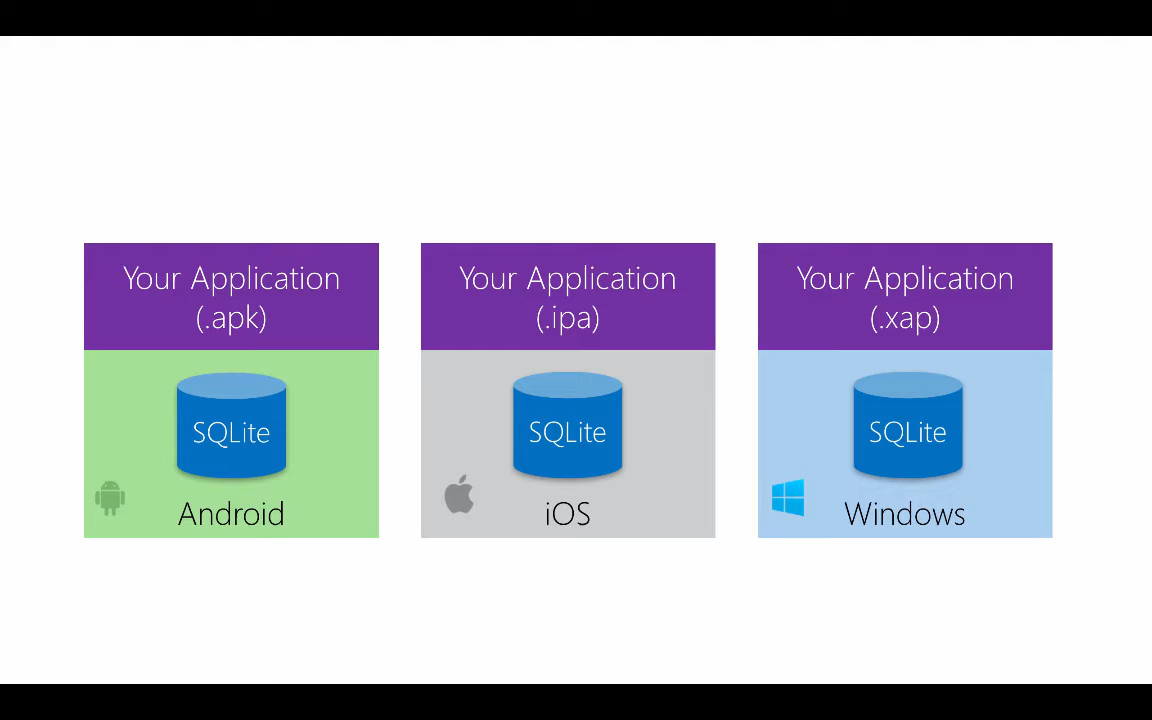 Your Application
(.apk)
SQLite
Android
Your Application
(.ipa)
SQLite
iOS
Your Application
(.xap)
SQLite
Windows